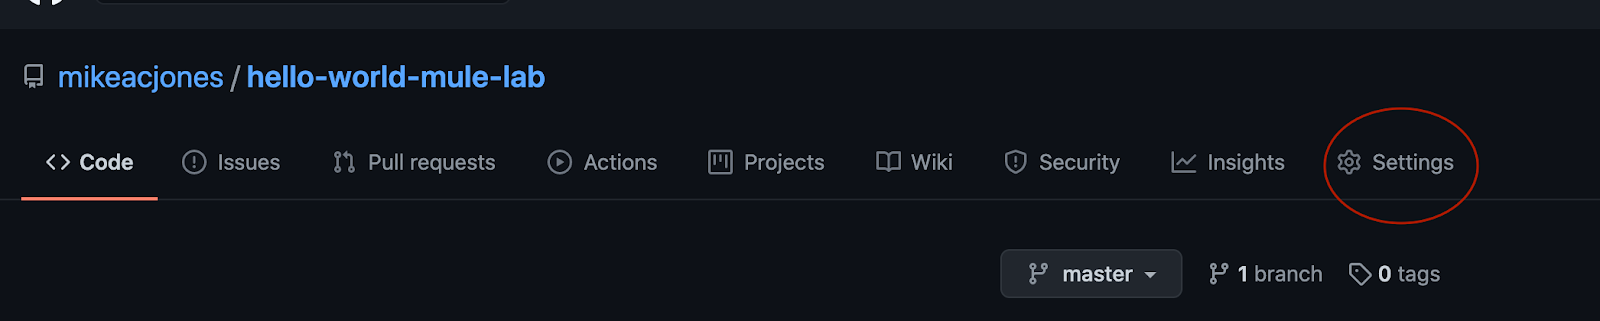 mikeacjones / hello-world-mule-lab
Code Issues Pull requests Actions Projects Wiki Security Insights Settings
master 1 branch 0 tags